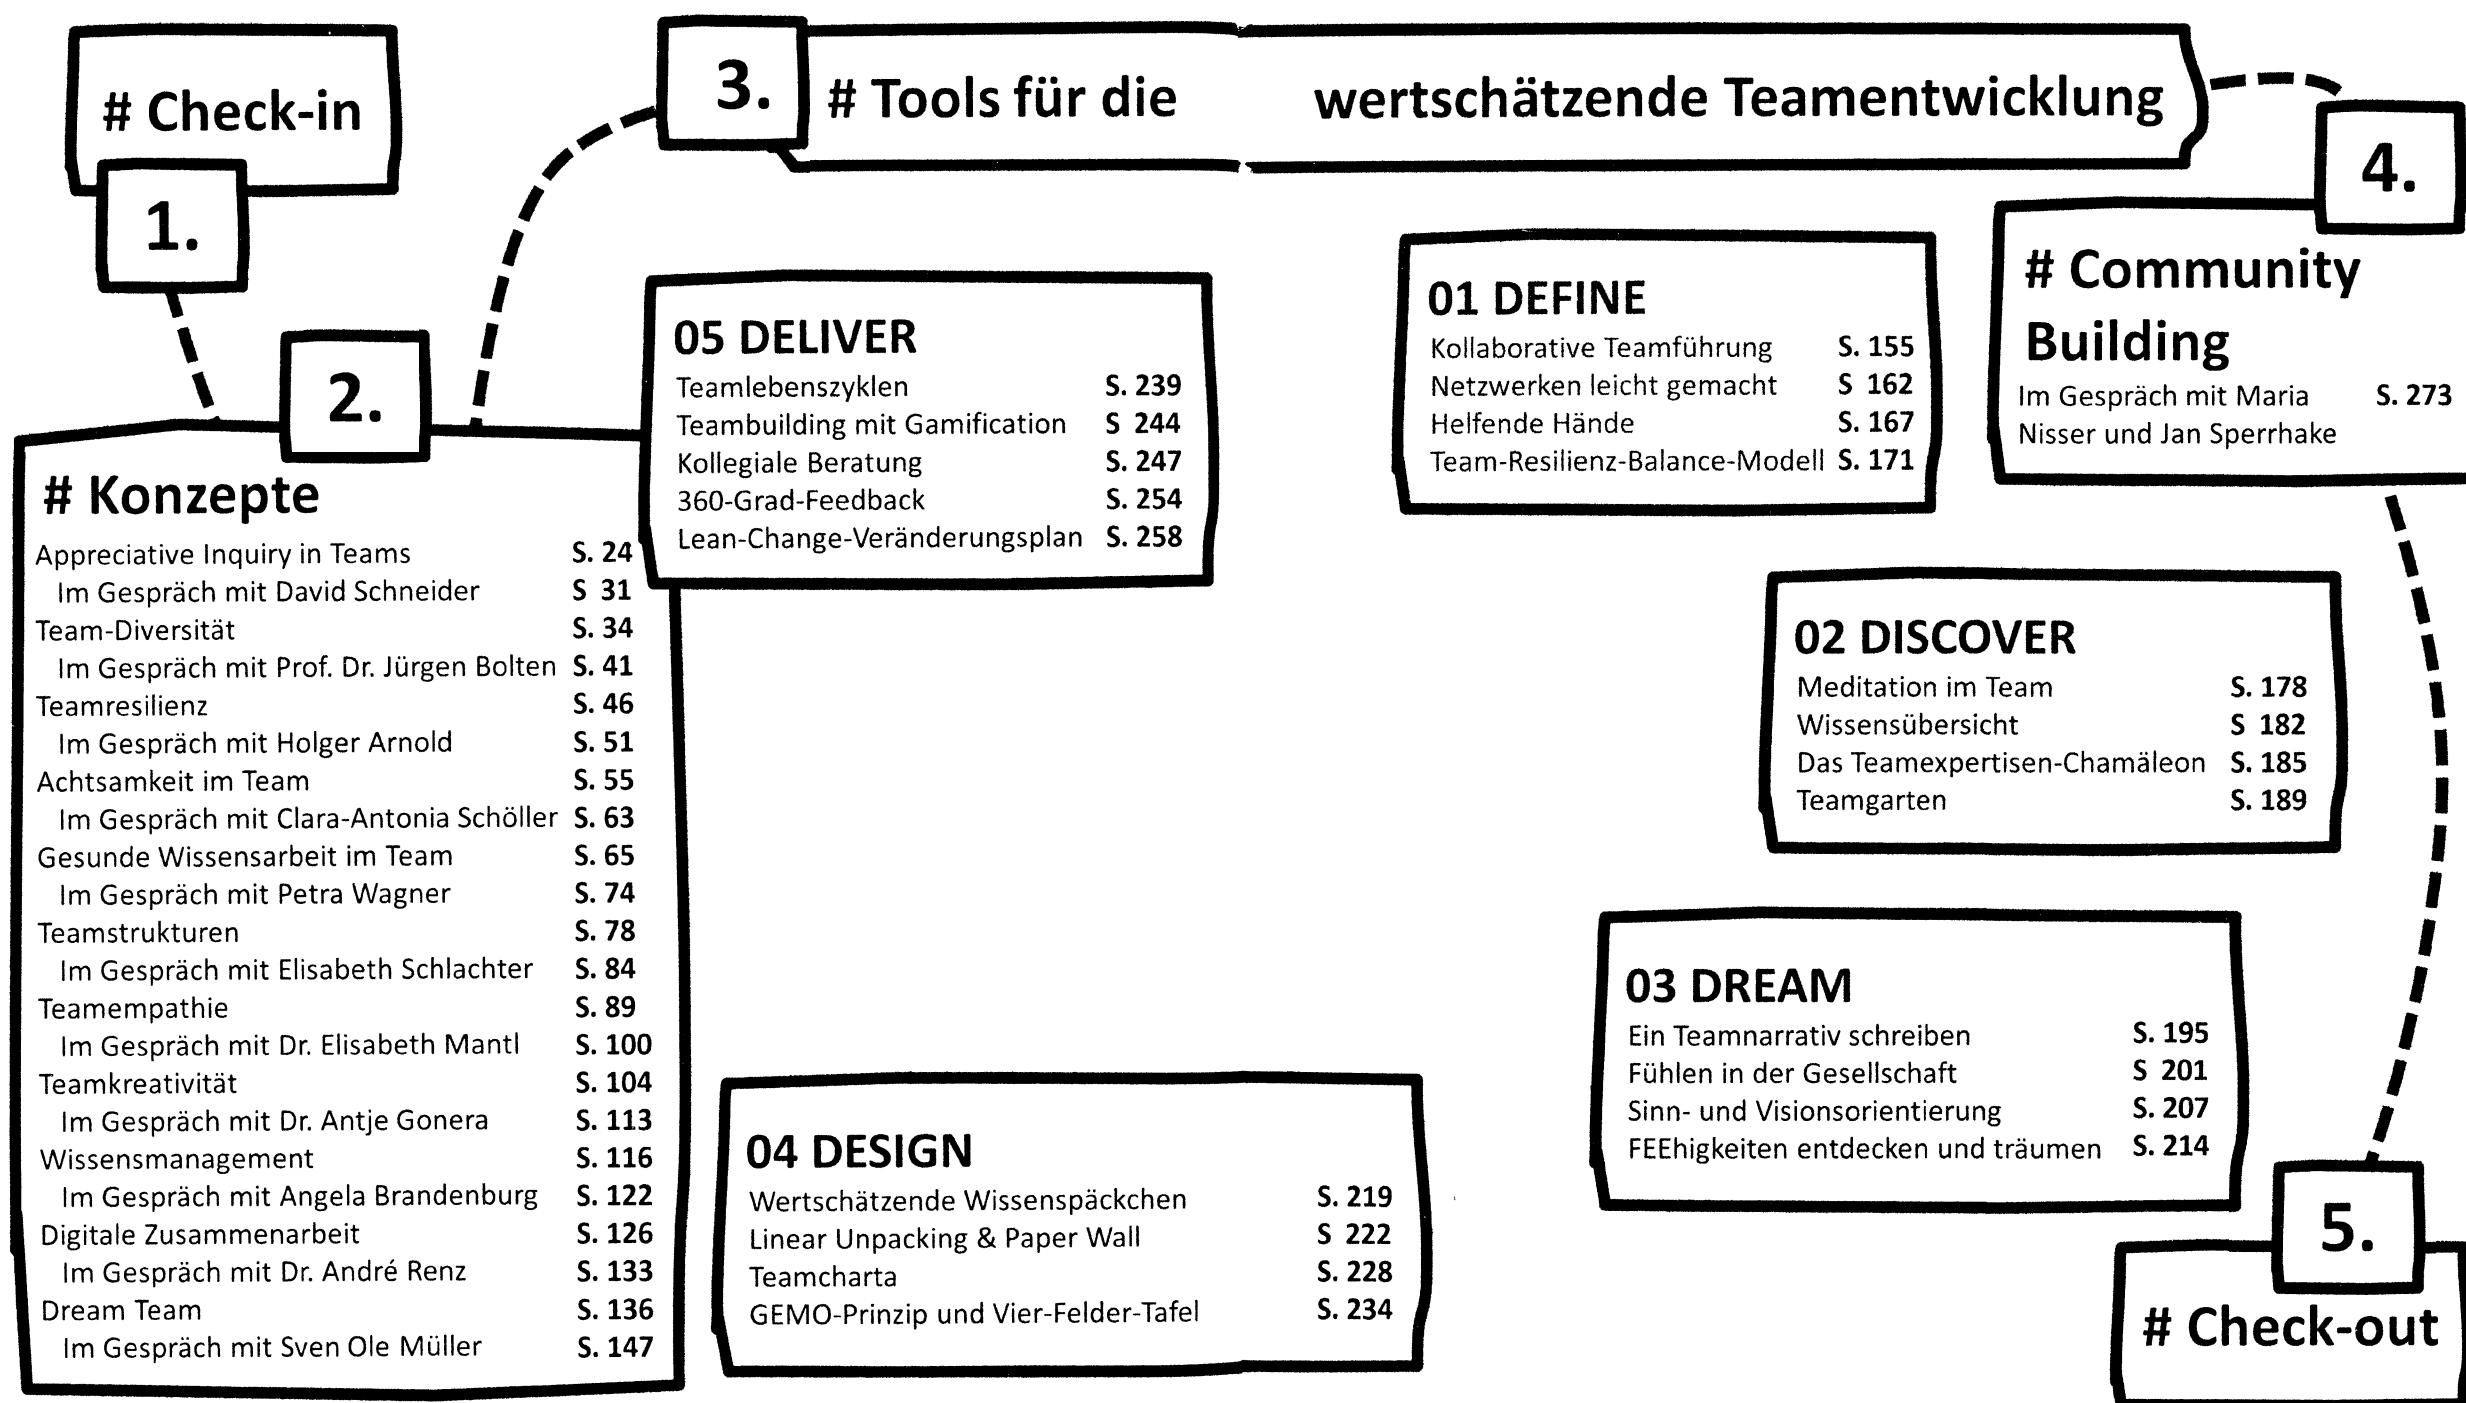 # Check-in
1.
2.
# Konzepte
Appreciative Inquiry in Teams S. 24
Im Gespräch mit David Schneider S 31
Team-Diversität S. 34
Im Gespräch mit Prof. Dr. Jürgen Bolten S. 41
Teamresilienz S. 46
Im Gespräch mit Holger Arnold S. 51
Achtsamkeit im Team S. 55
Im Gespräch mit Clara-Antonia Schöller S. 63
Gesunde Wissensarbeit im Team S. 65
Im Gespräch mit Petra Wagner S. 74
Teamstrukturen S. 78
Im Gespräch mit Elisabeth Schlachter S. 84
Teamempathie S. 89
Im Gespräch mit Dr. Elisabeth Mantl S. 100
Teamkreativität S. 104
Im Gespräch mit Dr. Antje Gonera S. 113
Wissensmanagement S. 116
Im Gespräch mit Angela Brandenburg S. 122
Digitale Zusammenarbeit S. 126
Im Gespräch mit Dr. André Renz S. 133
Dream Team S. 136
Im Gespräch mit Sven Ole Müller S. 147
3. # Tools für die wertschätzende Teamentwicklung
01 DEFINE
Kollaborative Teamführung S. 155
Netzwerken leicht gemacht S 162
Helfende Hände S. 167
Team-Resilienz-Balance-Modell S. 171
02 DISCOVER
Meditation im Team S. 178
Wissensübersicht S 182
Das Teamexpertisen-Chamäleon S. 185
Teamgarten S. 189
03 DREAM
Ein Teamnarrativ schreiben S. 195
Fühlen in der Gesellschaft S 201
Sinn- und Visionsorientierung S. 207
FEEhigkeiten entdecken und träumen S. 214
04 DESIGN
Wertschätzende Wissenspäckchen S. 219
Linear Unpacking & Paper Wall S 222
Teamcharta S. 228
GEMO-Prinzip und Vier-Felder-Tafel S. 234
05 DELIVER
Teamlebenszyklen S. 239
Teambuilding mit Gamification S 244
Kollegiale Beratung S. 247
360-Grad-Feedback S. 254
Lean-Change-Veränderungsplan S. 258
4.
# Community
Building
Im Gespräch mit Maria S. 273
Nisser und Jan Sperrhake
5.
# Check-out